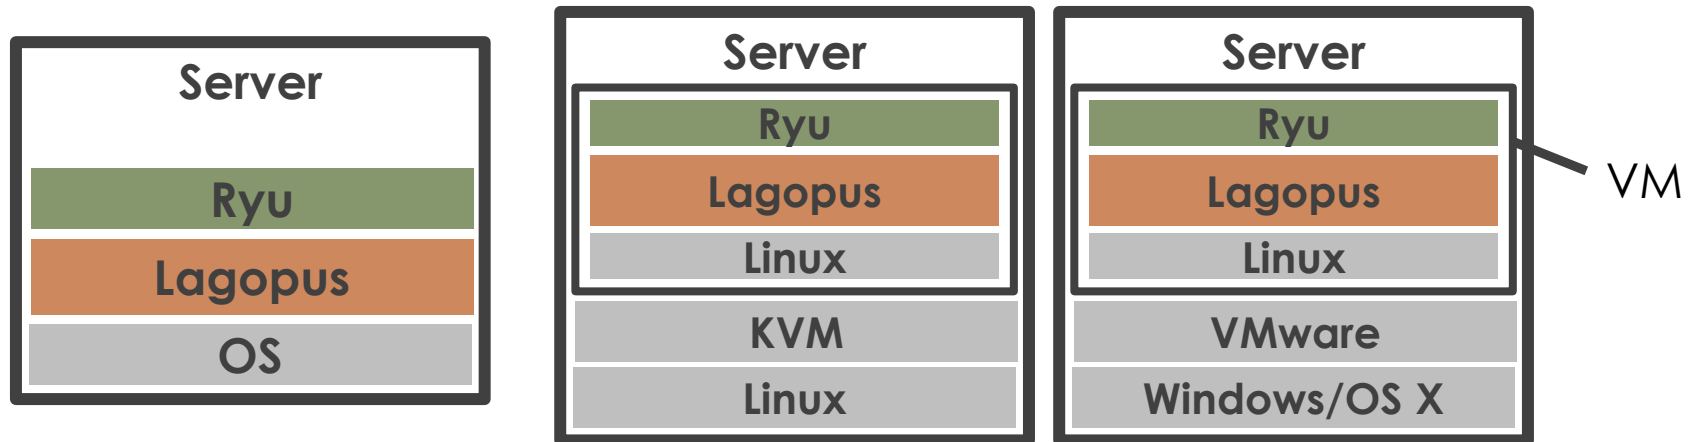 Server
Ryu
Lagopus
OS
Server
Ryu
Lagopus
Linux
KVM
Linux
Server
Ryu
Lagopus
Linux
VMware
Windows/OS X
VM